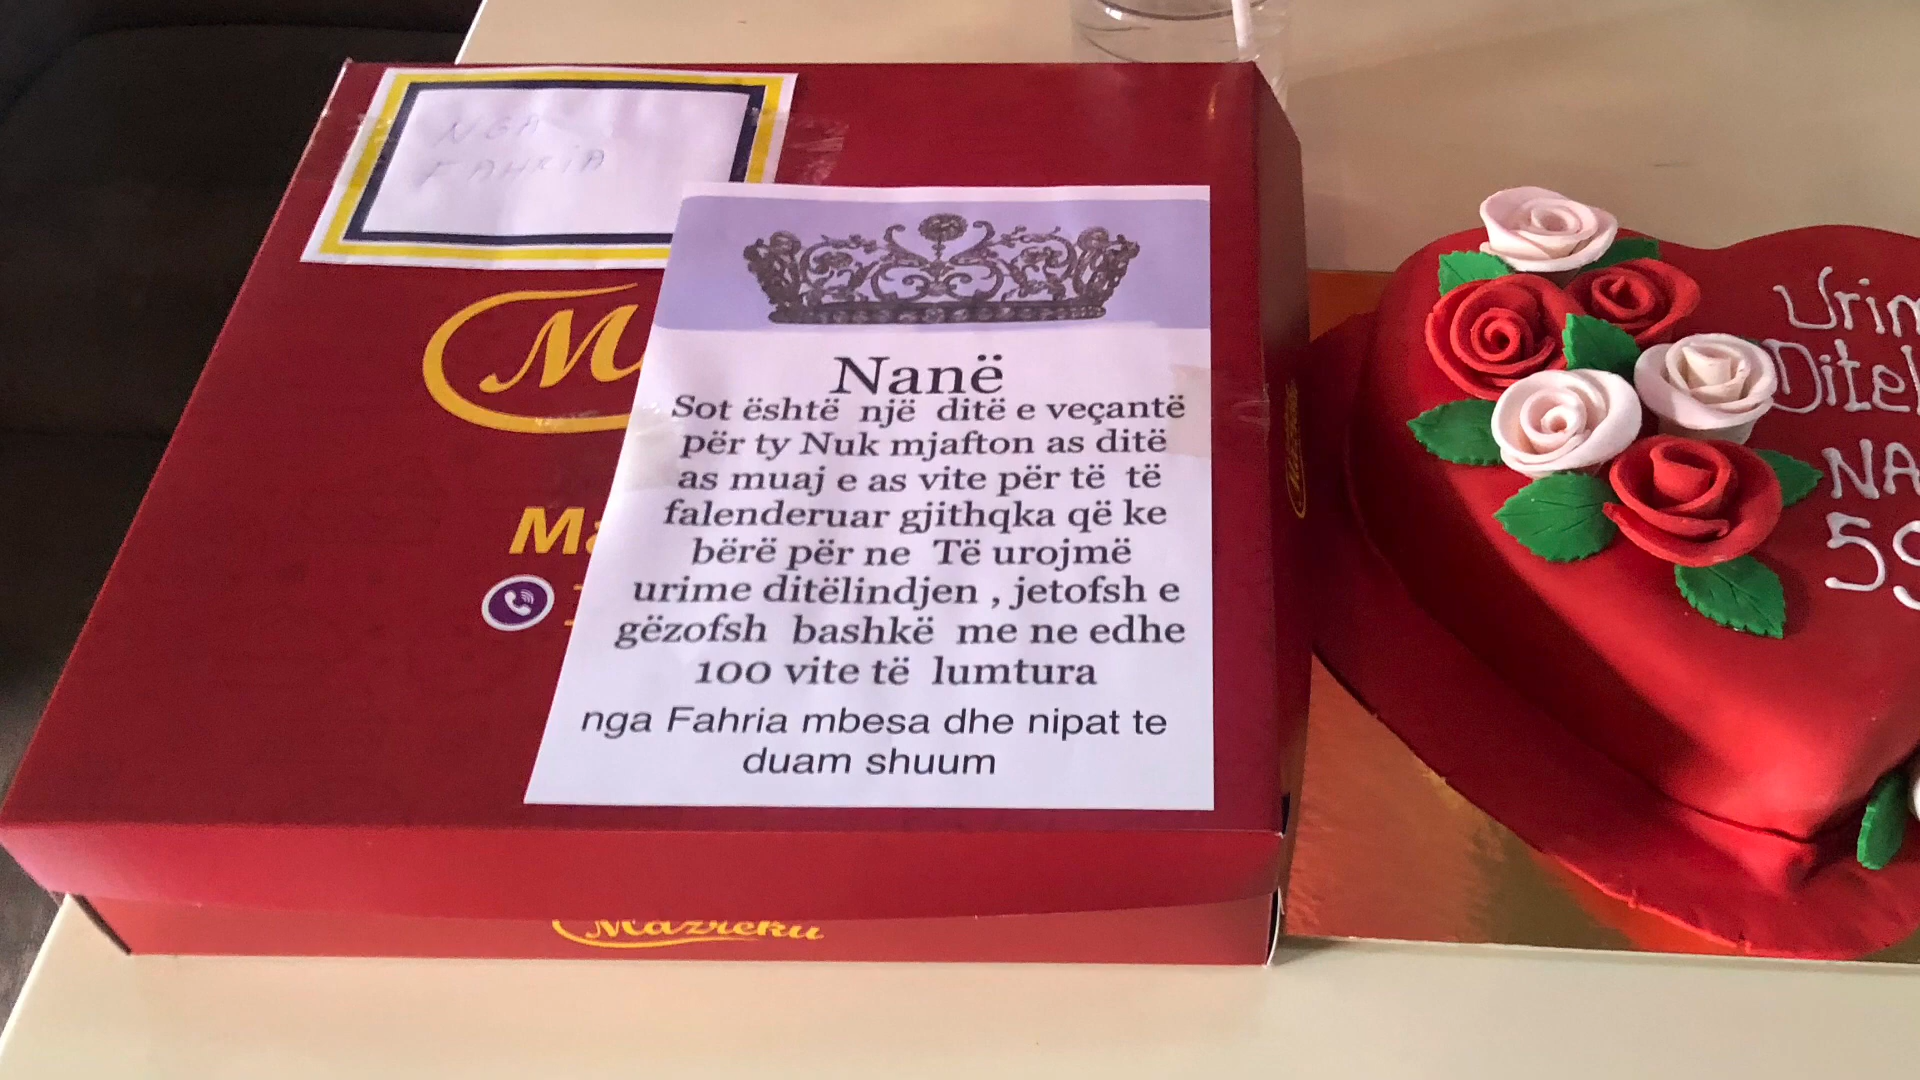 NGA
FAHRIA
Nanë
Sot është një ditë e veçantë
për ty Nuk mjafton as ditë
as muaj e as vite për të të
falenderuar gjithqka që ke
bërë për ne Të urojmë
urime ditëlindjen , jetofsh e
gëzofsh bashkë me ne edhe
100 vite të lumtura
nga Fahria mbesa dhe nipat te
duam shuum
Mazreku
59